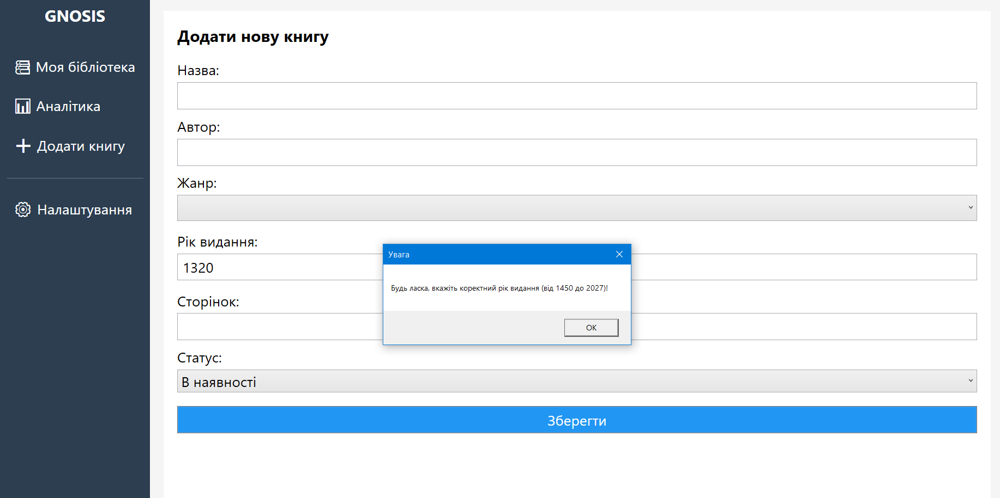 GNOSIS
Моя бібліотека
Аналітика
Додати книгу
Налаштування
Додати нову книгу
Назва:
Автор:
Жанр:
Рік видання:
1320
Увага
Будь ласка, вкажіть коректний рік видання (від 1450 до 2027)!
OK
Сторінок:
Статус:
В наявності
Зберегти